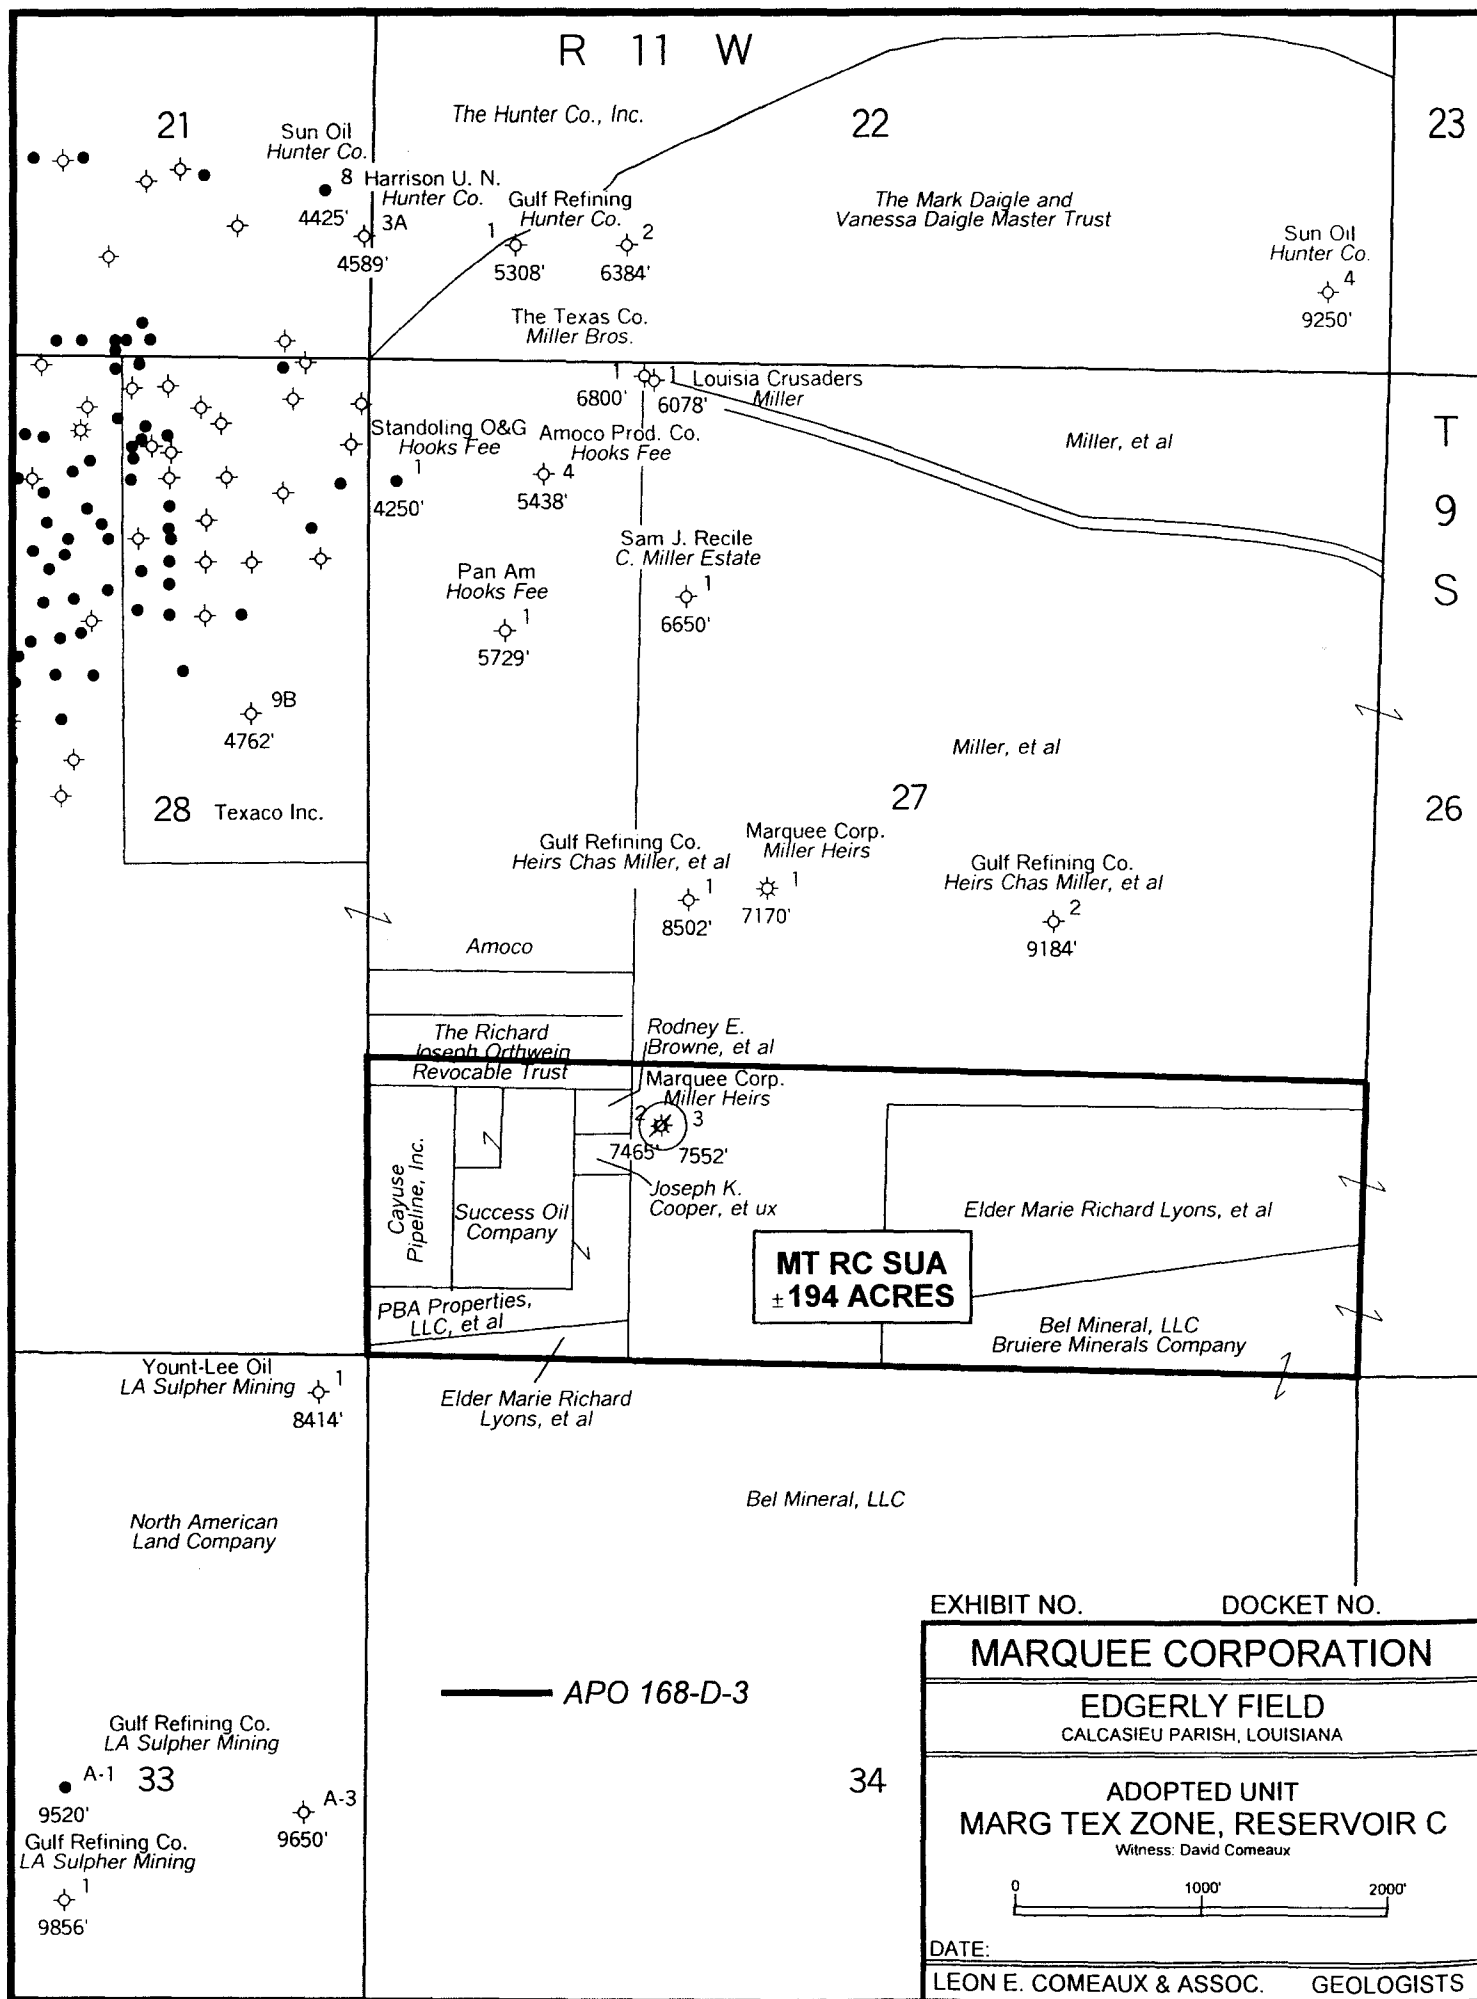 R 11 W
The Hunter Co., Inc.
21
22
23
Sun Oil
Hunter Co.
8
4425'
Harrison U. N.
Hunter Co.
3A
4589'
Gulf Refining
Hunter Co.
1
5308'
2
6384'
The Mark Daigle and
Vanessa Daigle Master Trust
Sun Oil
Hunter Co.
4
9250'
The Texas Co.
Miller Bros.
1
6800'
1
6078'
Louisia Crusaders
Miller
T
9
S
Standoling O&G
Hooks Fee
1
4250'
Amoco Prod. Co.
Hooks Fee
4
5438'
Miller, et al
Sam J. Recile
C. Miller Estate
1
6650'
Pan Am
Hooks Fee
1
5729'
9B
4762'
Miller, et al
28
Texaco Inc.
27
26
Gulf Refining Co.
Heirs Chas Miller, et al
1
8502'
Marquee Corp.
Miller Heirs
1
7170'
Gulf Refining Co.
Heirs Chas Miller, et al
2
9184'
Amoco
The Richard
Joseph Orthwein
Revocable Trust
Rodney E.
Browne, et al
Marquee Corp.
Miller Heirs
2
3
7465'
7552'
Cayuse
Pipeline, Inc.
Success Oil
Company
Joseph K.
Cooper, et ux
Elder Marie Richard Lyons, et al
MT RC SUA
±194 ACRES
PBA Properties,
LLC, et al
Bel Mineral, LLC
Bruiere Minerals Company
Yount-Lee Oil
LA Sulpher Mining
1
8414'
Elder Marie Richard
Lyons, et al
Bel Mineral, LLC
North American
Land Company
APO 168-D-3
Gulf Refining Co.
LA Sulpher Mining
A-1
33
9520'
A-3
9650'
34
Gulf Refining Co.
LA Sulpher Mining
1
9856'
EXHIBIT NO. DOCKET NO.
MARQUEE CORPORATION
EDGERLY FIELD
CALCASIEU PARISH, LOUISIANA
ADOPTED UNIT
MARG TEX ZONE, RESERVOIR C
Witness: David Comeaux
0 1000' 2000'
DATE:
LEON E. COMEAUX & ASSOC. GEOLOGISTS